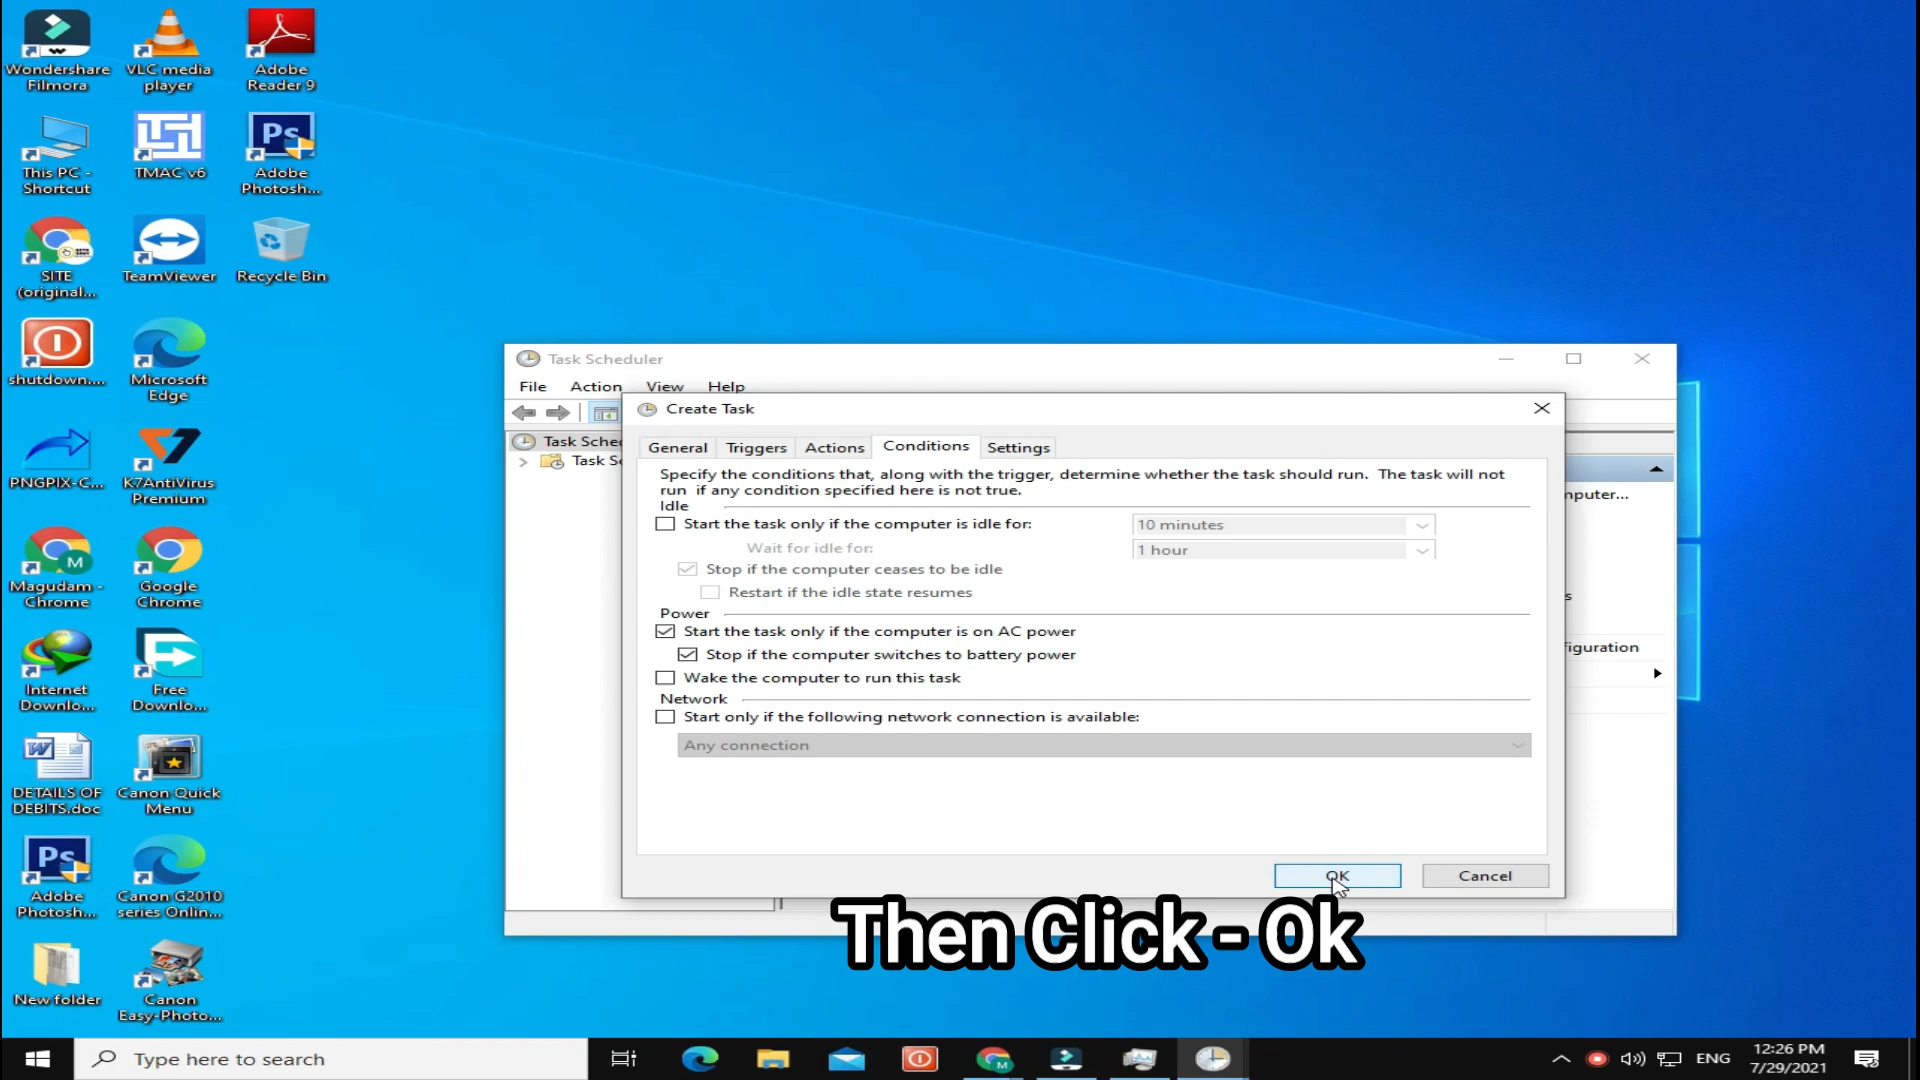 Wondershare
Filmora
VLC media
player
Adobe
Reader 9
This PC -
Shortcut
TMAC v6
Ps
Adobe
Photosh...
SITE
(original...
TeamViewer
Recycle Bin
shutdown....
Microsoft
Edge
PNGPIX-C...
K7AntiVirus
Premium
M
Magudam -
Chrome
Google
Chrome
Internet
Downlo...
Free
Downlo...
W
DETAILS OF
DEBITS.doc
Canon Quick
Menu
Ps
Adobe
Photosh...
Canon G2010
series Onlin...
New folder
Canon
Easy-Photo...
Task Scheduler
File Action View Help
Task Sched
Task Sc
mputer...
s
figuration
Create Task
General Triggers Actions Conditions Settings
Specify the conditions that, along with the trigger, determine whether the task should run. The task will not
run if any condition specified here is not true.
Idle
Start the task only if the computer is idle for: 10 minutes
Wait for idle for: 1 hour
Stop if the computer ceases to be idle
Restart if the idle state resumes
Power
Start the task only if the computer is on AC power
Stop if the computer switches to battery power
Wake the computer to run this task
Network
Start only if the following network connection is available:
Any connection
OK Cancel
Then Click - Ok
Type here to search
M
ENG
12:26 PM
7/29/2021